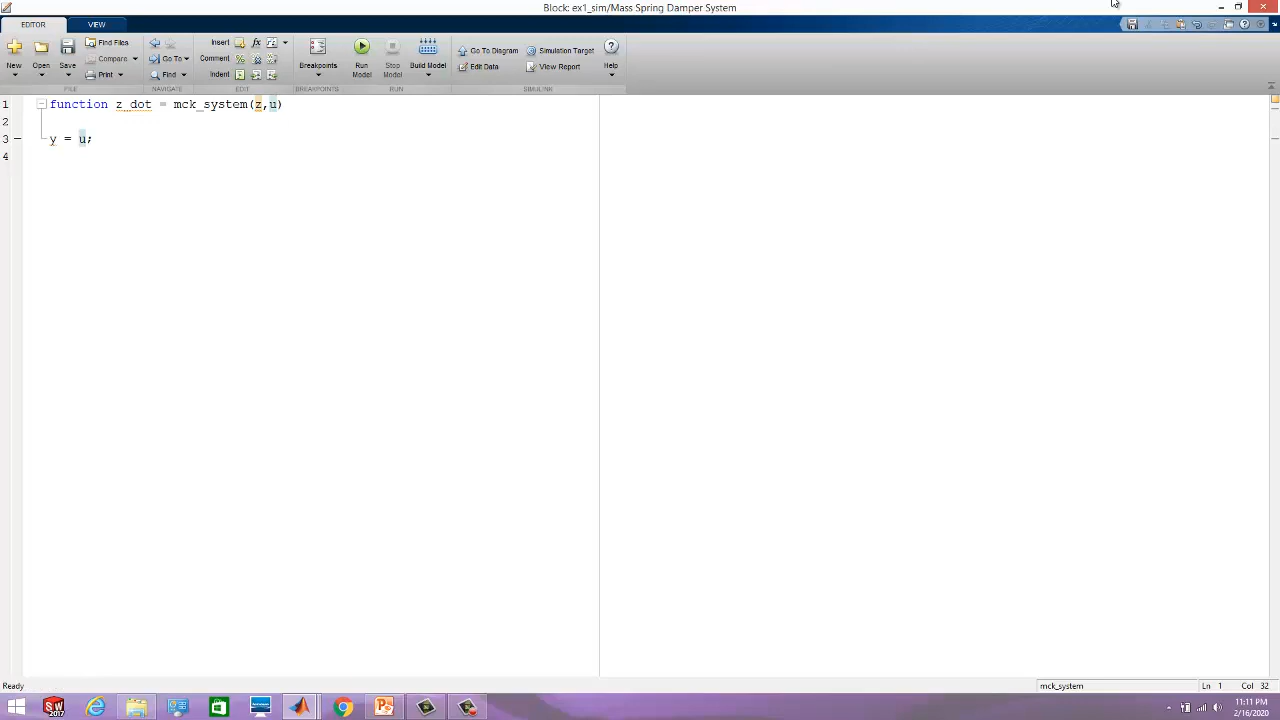 Block: ex1_sim/Mass Spring Damper System
EDITOR VIEW
New Open Save Find Files Compare Print
Go To Find
Insert Comment Indent
Breakpoints
Run Model Stop Model Build Model
Go To Diagram Simulation Target
Edit Data View Report
Help
FILE NAVIGATE EDIT BREAKPOINTS RUN SIMULINK
1 function z_dot = mck_system(z,u)
2
3 y = u;
4
Ready mck_system Ln 1 Col 32
SW 2017
11:11 PM
2/16/2020